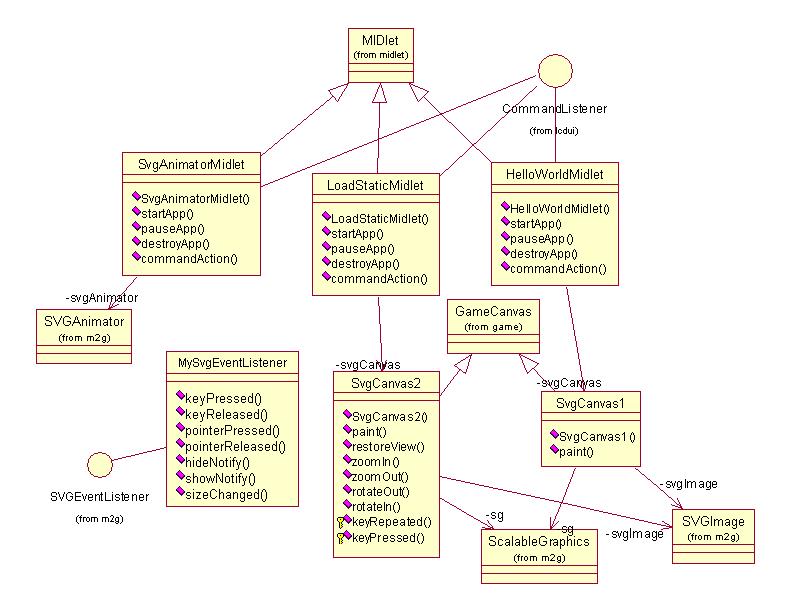 MIDlet
(from midlet)
CommandListener
(from lcdui)
SvgAnimatorMidlet
SvgAnimatorMidlet()
startApp()
pauseApp()
destroyApp()
commandAction()
LoadStaticMidlet
LoadStaticMidlet()
startApp()
pauseApp()
destroyApp()
commandAction()
HelloWorldMidlet
HelloWorldMidlet()
startApp()
pauseApp()
destroyApp()
commandAction()
-svgAnimator
SVGAnimator
(from m2g)
GameCanvas
(from game)
MySvgEventListener
keyPressed()
keyReleased()
pointerPressed()
pointerReleased()
hideNotify()
showNotify()
sizeChanged()
SVGEventListener
(from m2g)
-svgCanvas
SvgCanvas2
SvgCanvas2()
paint()
restoreView()
zoomIn()
zoomOut()
rotateOut()
rotateIn()
keyRepeated()
keyPressed()
-svgCanvas
SvgCanvas1
SvgCanvas1()
paint()
-svgImage
-sg
-sg
-svgImage
ScalableGraphics
(from m2g)
SVGImage
(from m2g)